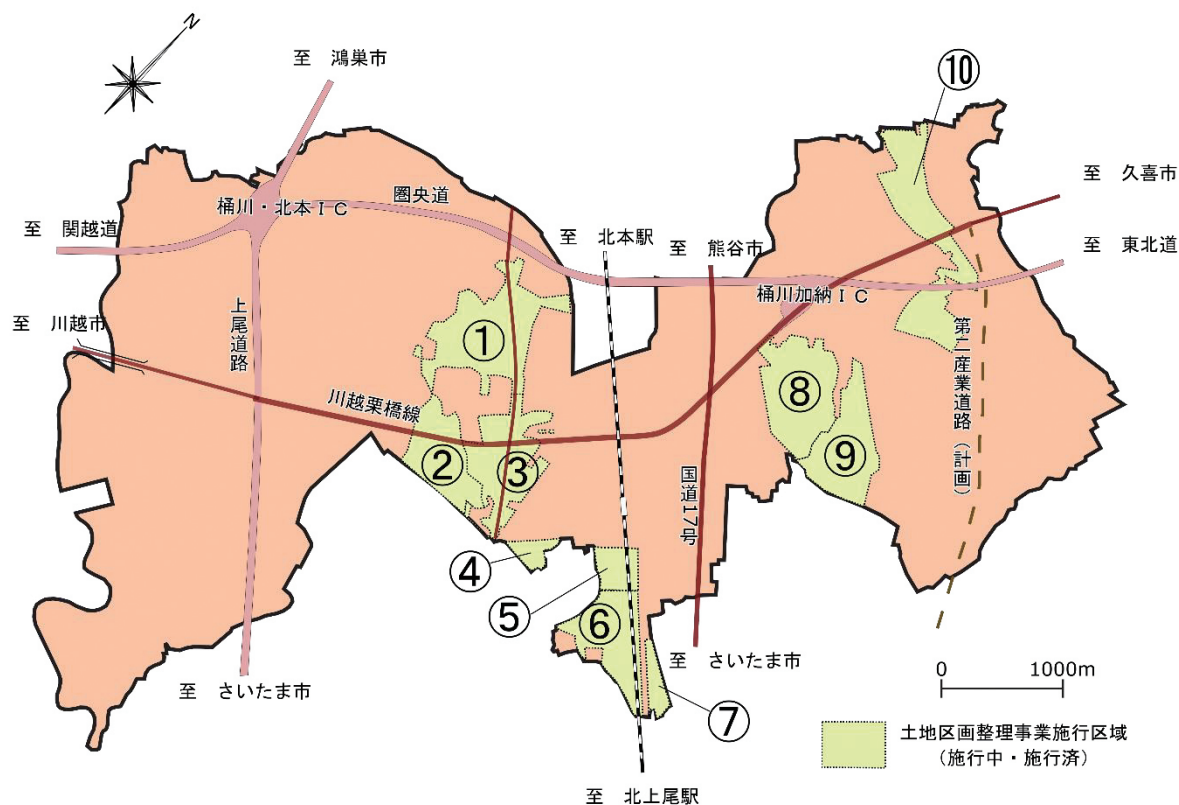 N
至 鴻巣市
⑩
至 久喜市
桶川・北本IC
圏央道
至 関越道
至 北本駅
至 熊谷市
至 東北道
桶川加納IC
至 川越市
上尾道路
①
第二産業道路(計画)
川越栗橋線
⑧
②
③
⑨
国道17号
④
⑤
⑥
至 さいたま市
0 1000m
至 さいたま市
⑦
土地区画整理事業施行区域
(施行中・施行済)
至 北上尾駅